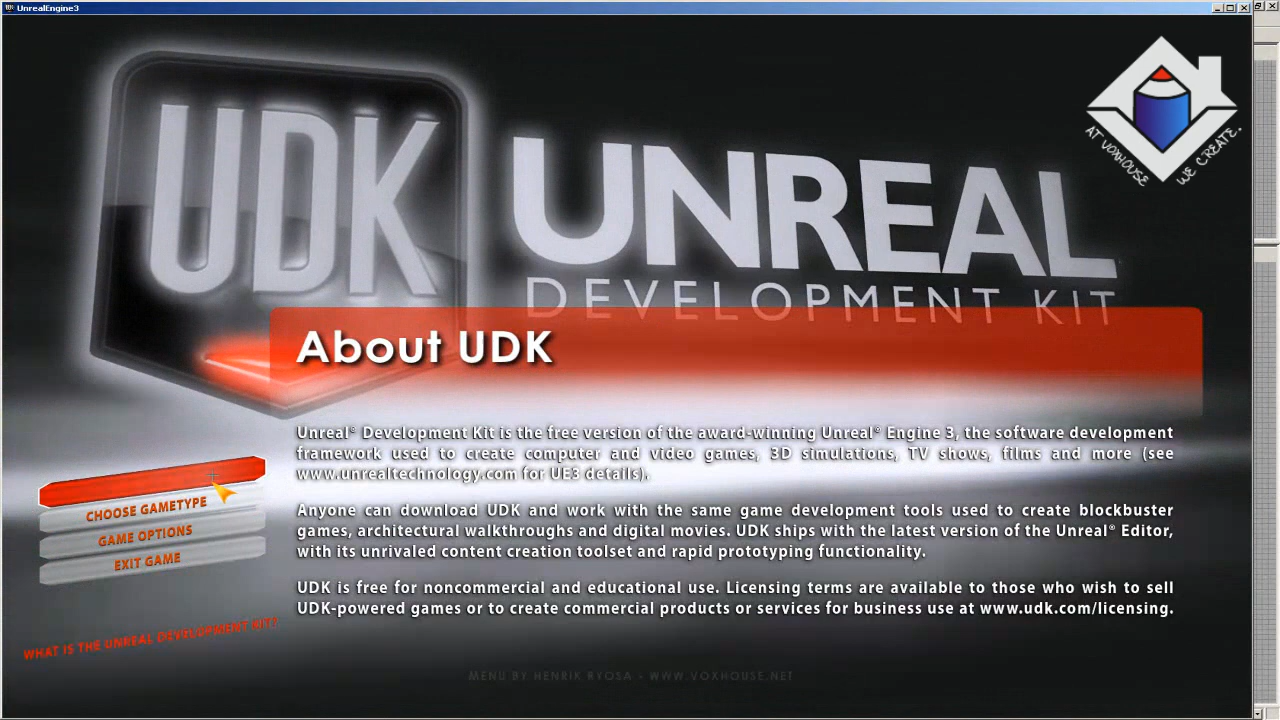 UnrealEngine3
UDK
UNREAL
DEVELOPMENT KIT
AT VOXHOUSE WE CREATE.
About UDK
Unreal® Development Kit is the free version of the award-winning Unreal® Engine 3, the software development
framework used to create computer and video games, 3D simulations, TV shows, films and more (see
www.unrealtechnology.com for UE3 details).
Anyone can download UDK and work with the same game development tools used to create blockbuster
games, architectural walkthroughs and digital movies. UDK ships with the latest version of the Unreal® Editor,
with its unrivaled content creation toolset and rapid prototyping functionality.
UDK is free for noncommercial and educational use. Licensing terms are available to those who wish to sell
UDK-powered games or to create commercial products or services for business use at www.udk.com/licensing.
CHOOSE GAMETYPE
GAME OPTIONS
EXIT GAME
WHAT IS THE UNREAL DEVELOPMENT KIT?
MENU BY HENRIK RYOSA - WWW.VOXHOUSE.NET